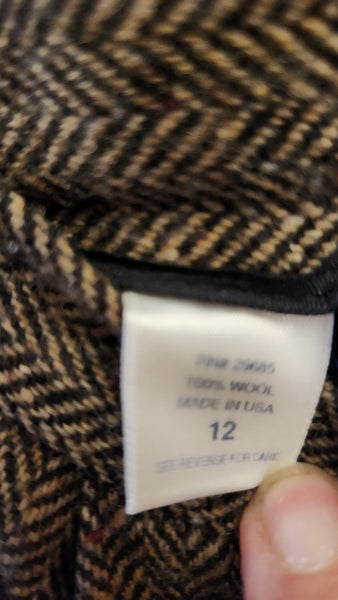 RN# 29685
100% WOOL
MADE IN USA
12
SEE REVERSE FOR CARE